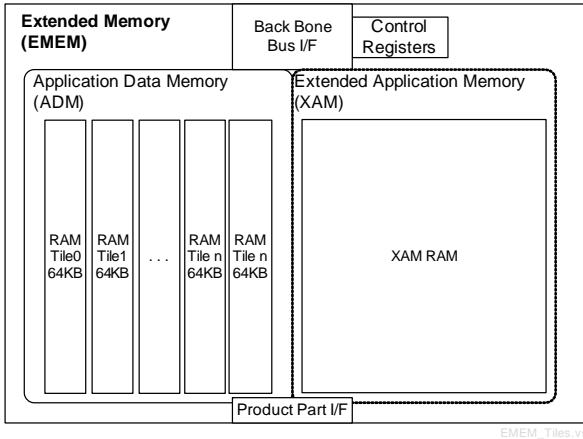 Extended Memory
(EMEM)
Back Bone
Bus I/F
Control
Registers
Application Data Memory
(ADM)
Extended Application Memory
(XAM)
RAM
Tile0
64KB
RAM
Tile1
64KB
. . .
RAM
Tile n
64KB
RAM
Tile n
64KB
XAM RAM
Product Part I/F
EMEM_Tiles.v